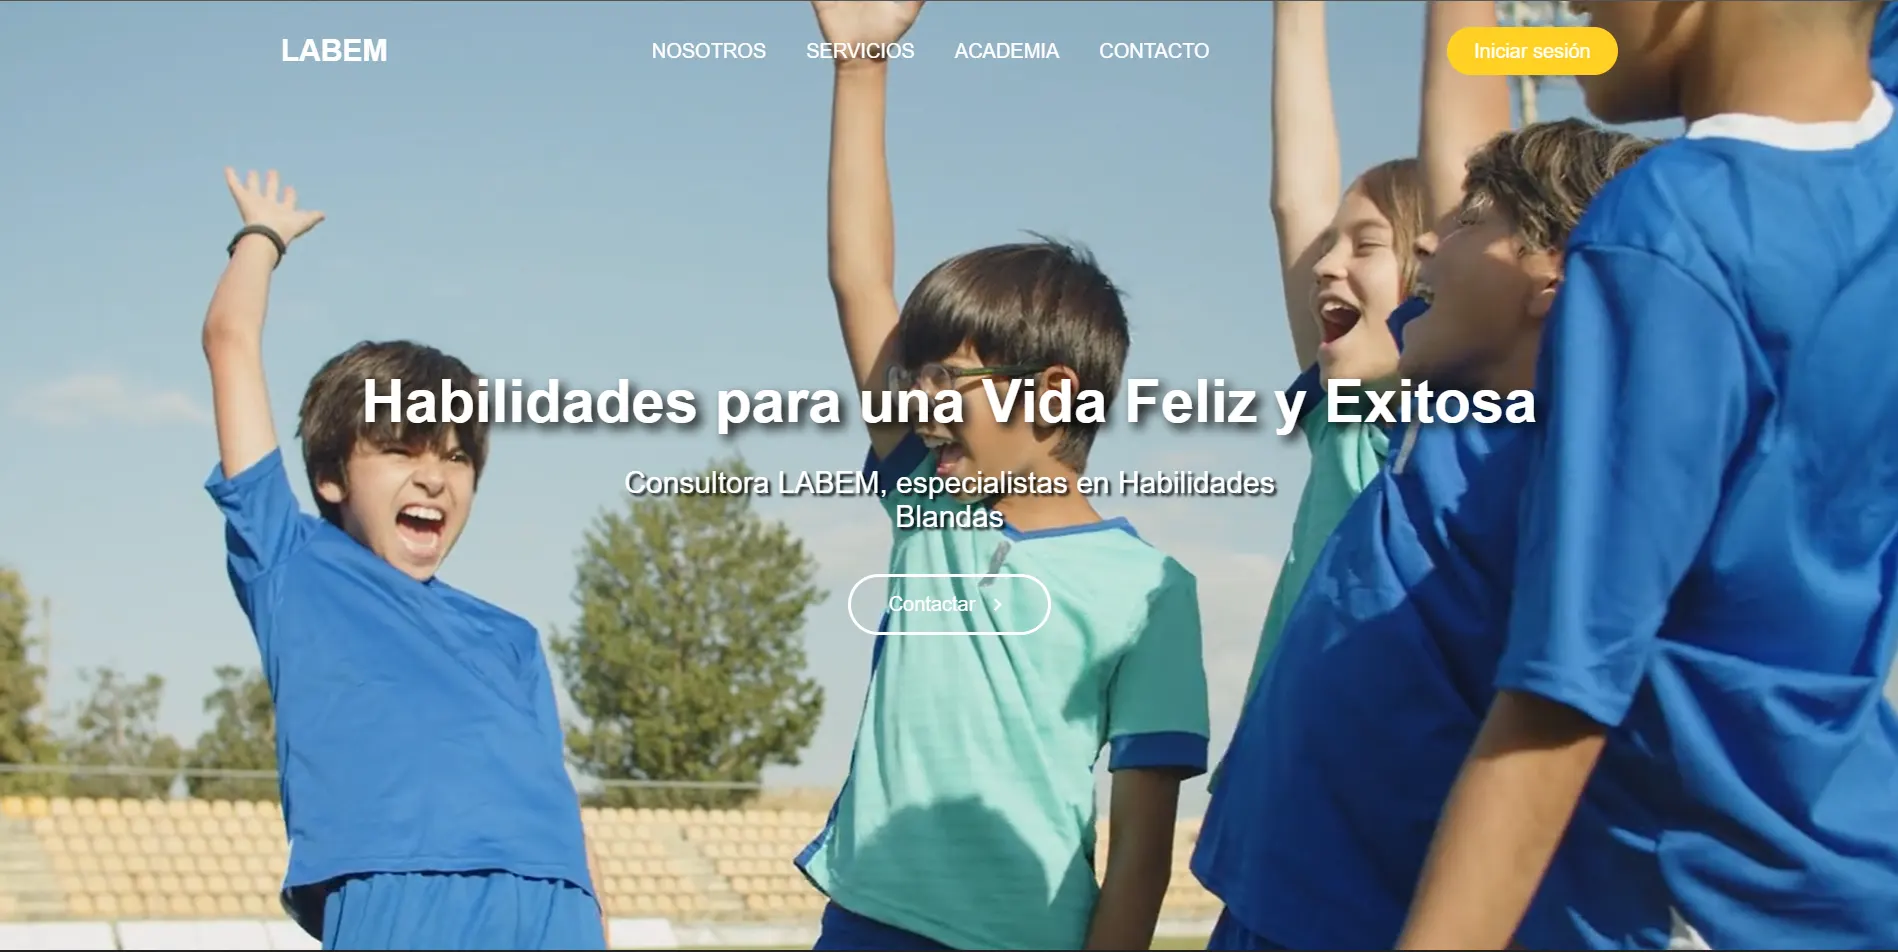 LABEM
NOSOTROS
SERVICIOS
ACADEMIA
CONTACTO
Iniciar sesión
Habilidades para una Vida Feliz y Exitosa
Consultora LABEM, especialistas en Habilidades
Blandas
Contactar